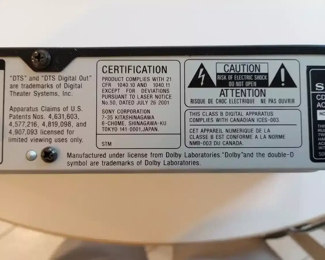 "DTS" and "DTS Digital Out"
are trademarks of Digital
Theater Systems, Inc.
Apparatus Claims of U.S.
Patents Nos. 4,631,603,
4,577,216, 4,819,098, and
4,907,093 licensed for
limited viewing uses only.
CERTIFICATION
PRODUCT COMPLIES WITH 21
CFR 1040.10 AND 1040.11
EXCEPT FOR DEVIATIONS
PURSUANT TO LASER NOTICE
No.50, DATED JULY 26 2001
SONY CORPORATION
7-35 KITASHINAGAWA
6-CHOME, SHINAGAWA-KU
TOKYO 141-0001, JAPAN.
STM
CAUTION
RISK OF ELECTRIC SHOCK
DO NOT OPEN
ATTENTION
RISQUE DE CHOC ELECTRIQUE NE PAS OUVRIR
THIS CLASS B DIGITAL APPARATUS
COMPLIES WITH CANADIAN ICES-003.
CET APPAREIL NUMERIQUE DE LA
CLASSE B EST CONFORME A LA NORME
NMB-003 DU CANADA.
Manufactured under license from Dolby Laboratories "Dolby" and the double-D
symbol are trademarks of Dolby Laboratories.